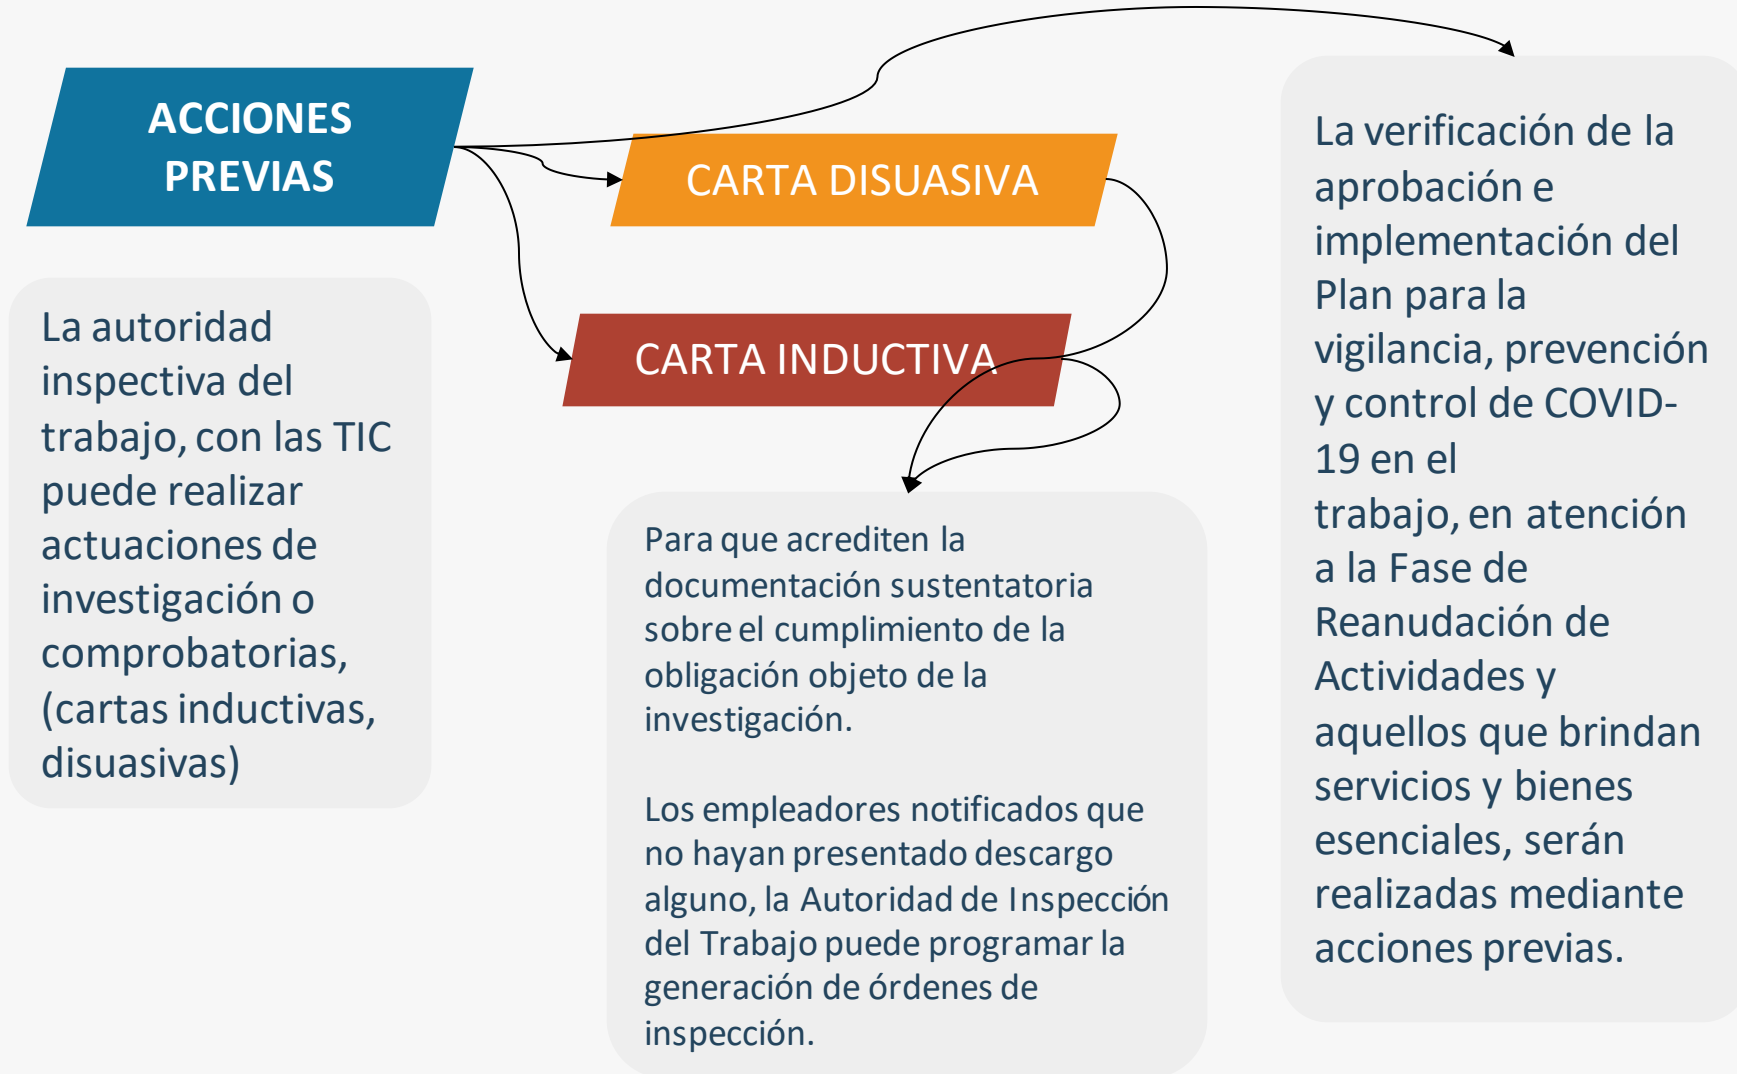 ACCIONES
PREVIAS
La autoridad
inspectiva del
trabajo, con las TIC
puede realizar
actuaciones de
investigación o
comprobatorias,
(cartas inductivas,
disuasivas)
CARTA DISUASIVA
CARTA INDUCTIVA
Para que acrediten la
documentación sustentatoria
sobre el cumplimiento de la
obligación objeto de la
investigación.
Los empleadores notificados que
no hayan presentado descargo
alguno, la Autoridad de Inspección
del Trabajo puede programar la
generación de órdenes de
inspección.
La verificación de la
aprobación e
implementación del
Plan para la
vigilancia, prevención
y control de COVID-
19 en el
trabajo, en atención
a la Fase de
Reanudación de
Actividades y
aquellos que brindan
servicios y bienes
esenciales, serán
realizadas mediante
acciones previas.